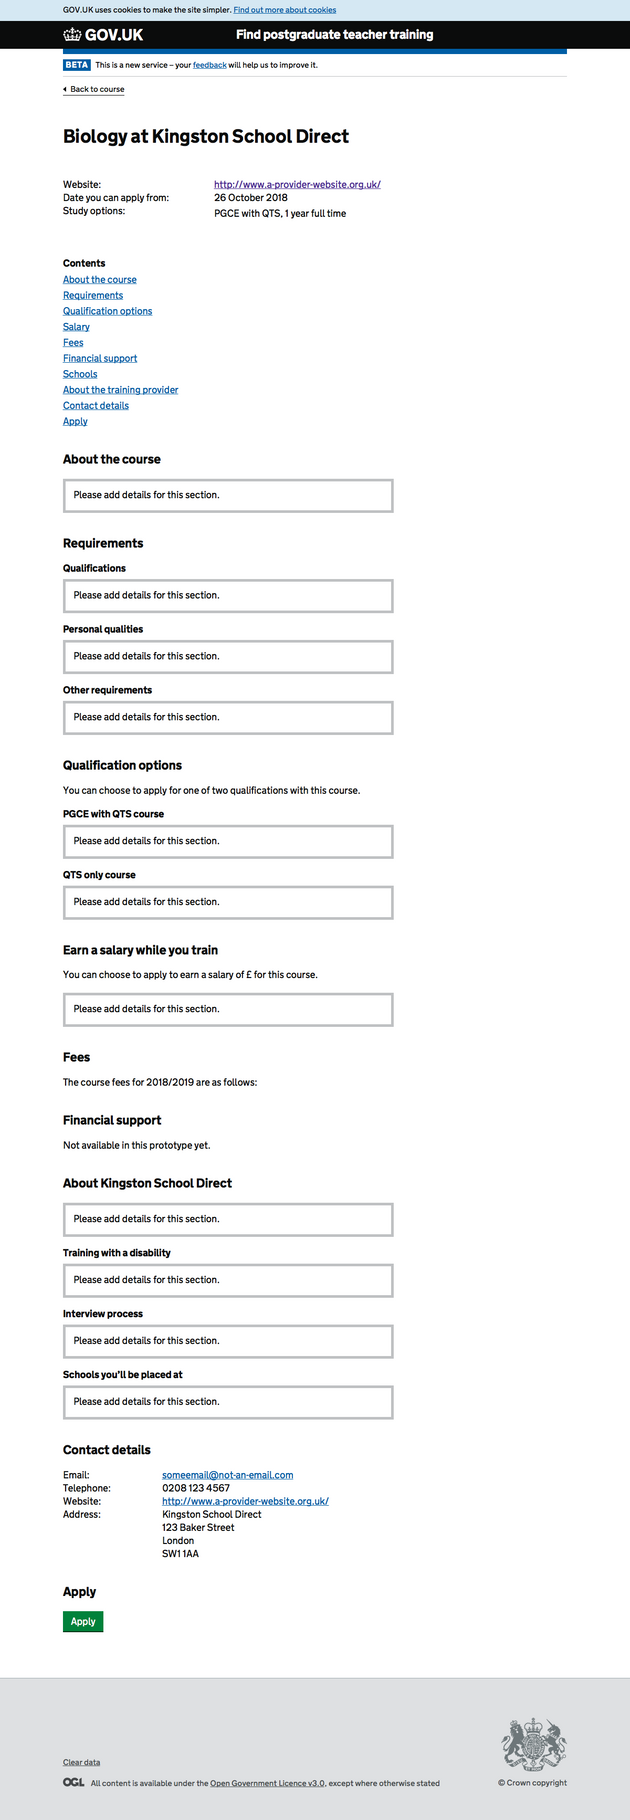 GOV.UK uses cookies to make the site simpler. Find out more about cookies
GOV.UK
Find postgraduate teacher training
BETA This is a new service – your feedback will help us to improve it.
Back to course
Biology at Kingston School Direct
Website: http://www.a-provider-website.org.uk/
Date you can apply from: 26 October 2018
Study options: PGCE with QTS, 1 year full time
Contents
About the course
Requirements
Qualification options
Salary
Fees
Financial support
Schools
About the training provider
Contact details
Apply
About the course
Please add details for this section.
Requirements
Qualifications
Please add details for this section.
Personal qualities
Please add details for this section.
Other requirements
Please add details for this section.
Qualification options
You can choose to apply for one of two qualifications with this course.
PGCE with QTS course
Please add details for this section.
QTS only course
Please add details for this section.
Earn a salary while you train
You can choose to apply to earn a salary of £ for this course.
Please add details for this section.
Fees
The course fees for 2018/2019 are as follows:
Financial support
Not available in this prototype yet.
About Kingston School Direct
Please add details for this section.
Training with a disability
Please add details for this section.
Interview process
Please add details for this section.
Schools you’ll be placed at
Please add details for this section.
Contact details
Email: someemail@not-an-email.com
Telephone: 0208 123 4567
Website: http://www.a-provider-website.org.uk/
Address: Kingston School Direct
123 Baker Street
London
SW1 1AA
Apply
Apply
Clear data
OGL All content is available under the Open Government Licence v3.0, except where otherwise stated
© Crown copyright